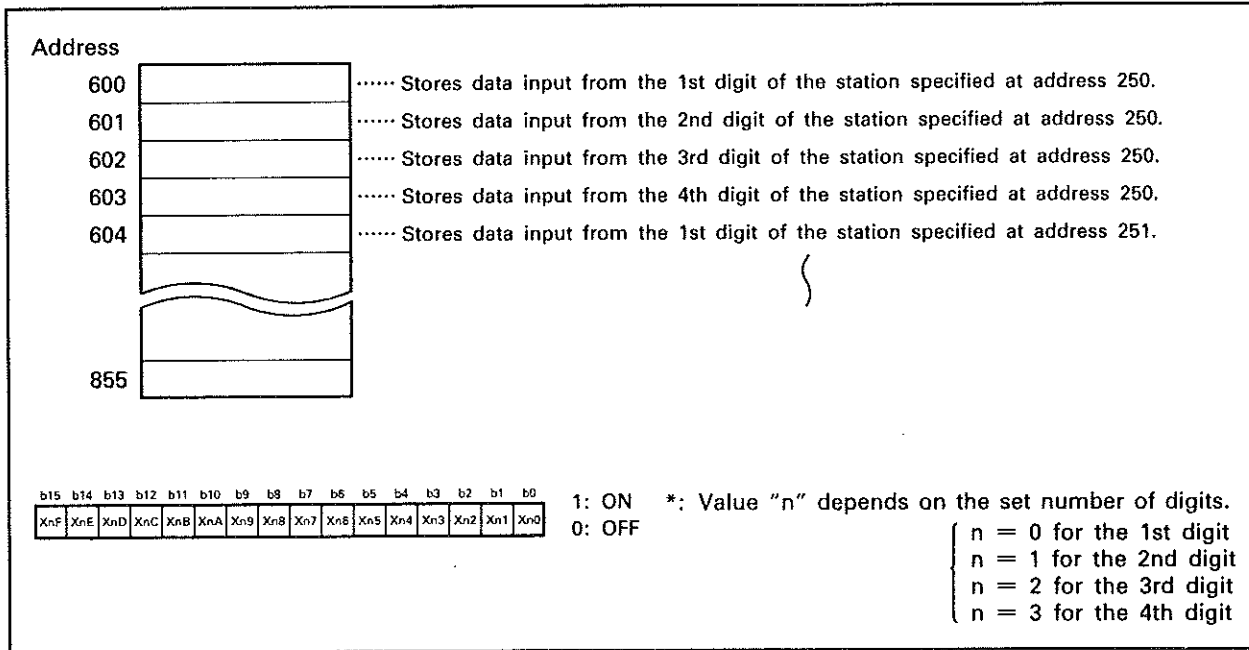 Address
600 ······ Stores data input from the 1st digit of the station specified at address 250.
601 ······ Stores data input from the 2nd digit of the station specified at address 250.
602 ······ Stores data input from the 3rd digit of the station specified at address 250.
603 ······ Stores data input from the 4th digit of the station specified at address 250.
604 ······ Stores data input from the 1st digit of the station specified at address 251.
855
b15 b14 b13 b12 b11 b10 b9 b8 b7 b6 b5 b4 b3 b2 b1 b0
XnF XnE XnD XnC XnB XnA Xn9 Xn8 Xn7 Xn6 Xn5 Xn4 Xn3 Xn2 Xn1 Xn0
1: ON *: Value "n" depends on the set number of digits.
0: OFF
n = 0 for the 1st digit
n = 1 for the 2nd digit
n = 2 for the 3rd digit
n = 3 for the 4th digit